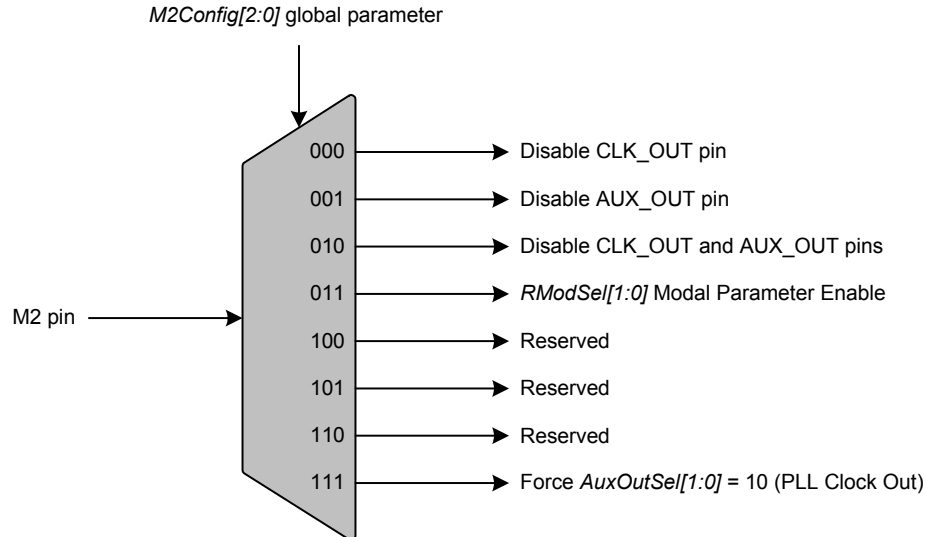 M2Config[2:0] global parameter
000 Disable CLK_OUT pin
001 Disable AUX_OUT pin
010 Disable CLK_OUT and AUX_OUT pins
011 RModSel[1:0] Modal Parameter Enable
M2 pin
100 Reserved
101 Reserved
110 Reserved
111 Force AuxOutSel[1:0] = 10 (PLL Clock Out)